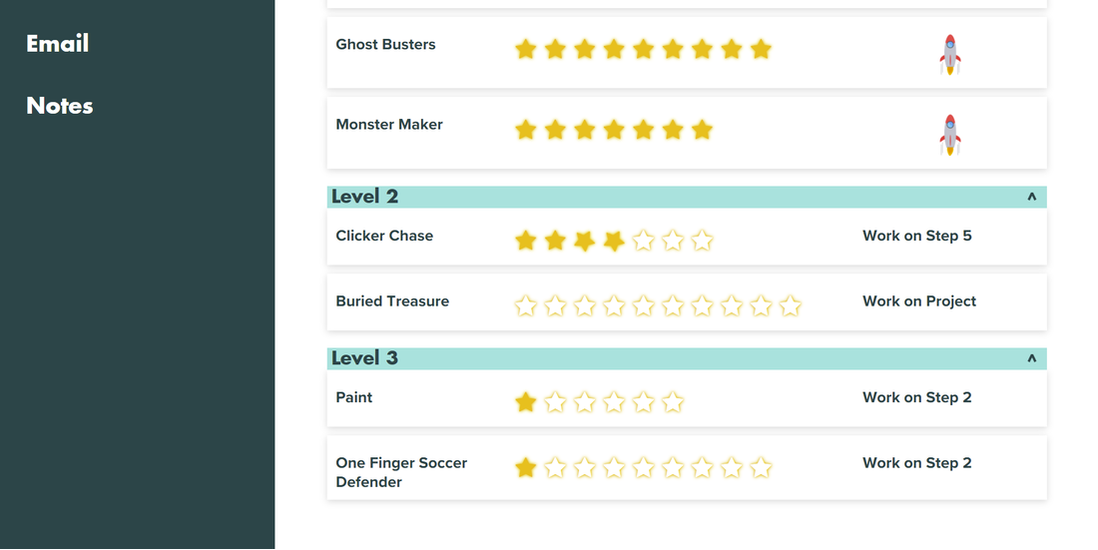 Email
Notes
Ghost Busters
Monster Maker
Level 2 ^
Clicker Chase Work on Step 5
Buried Treasure Work on Project
Level 3 ^
Paint Work on Step 2
One Finger Soccer Work on Step 2
Defender